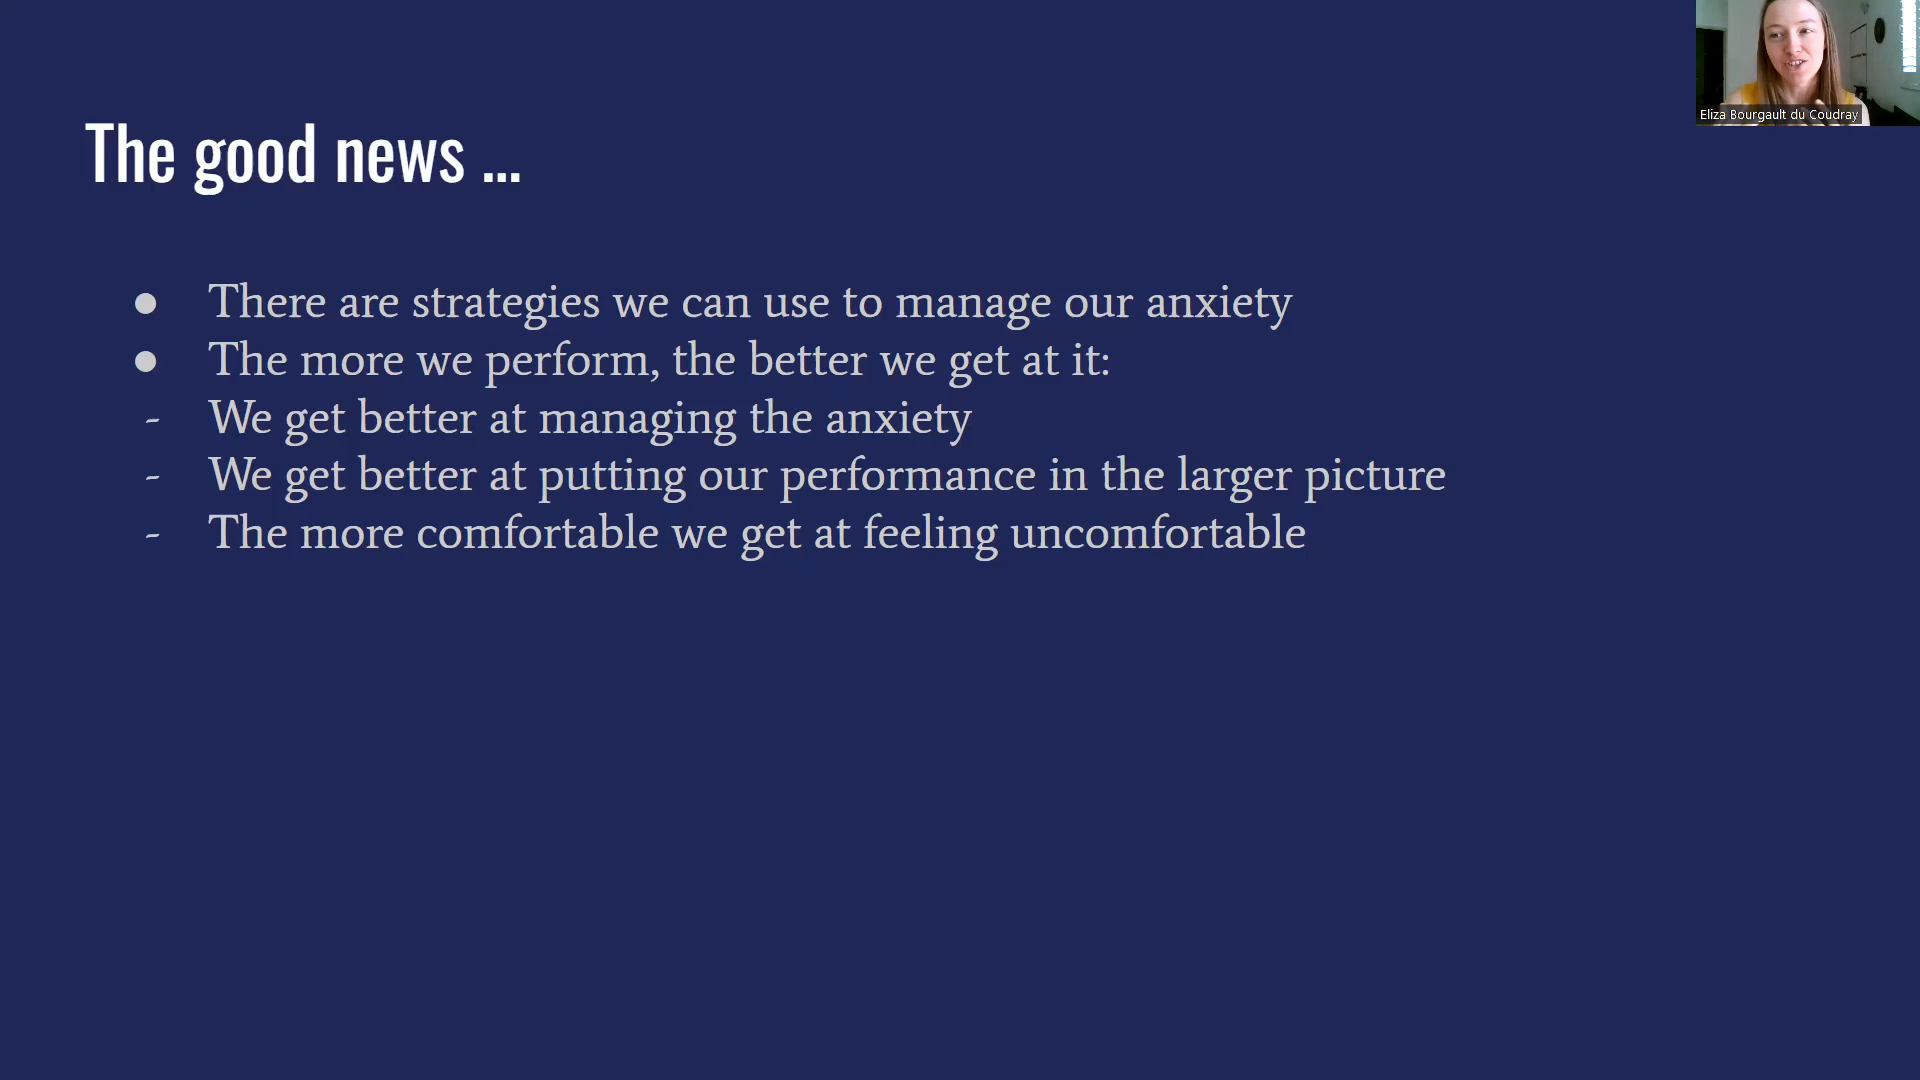 The good news ...
● There are strategies we can use to manage our anxiety
● The more we perform, the better we get at it:
- We get better at managing the anxiety
- We get better at putting our performance in the larger picture
- The more comfortable we get at feeling uncomfortable
Eliza Bourgault du Coudray